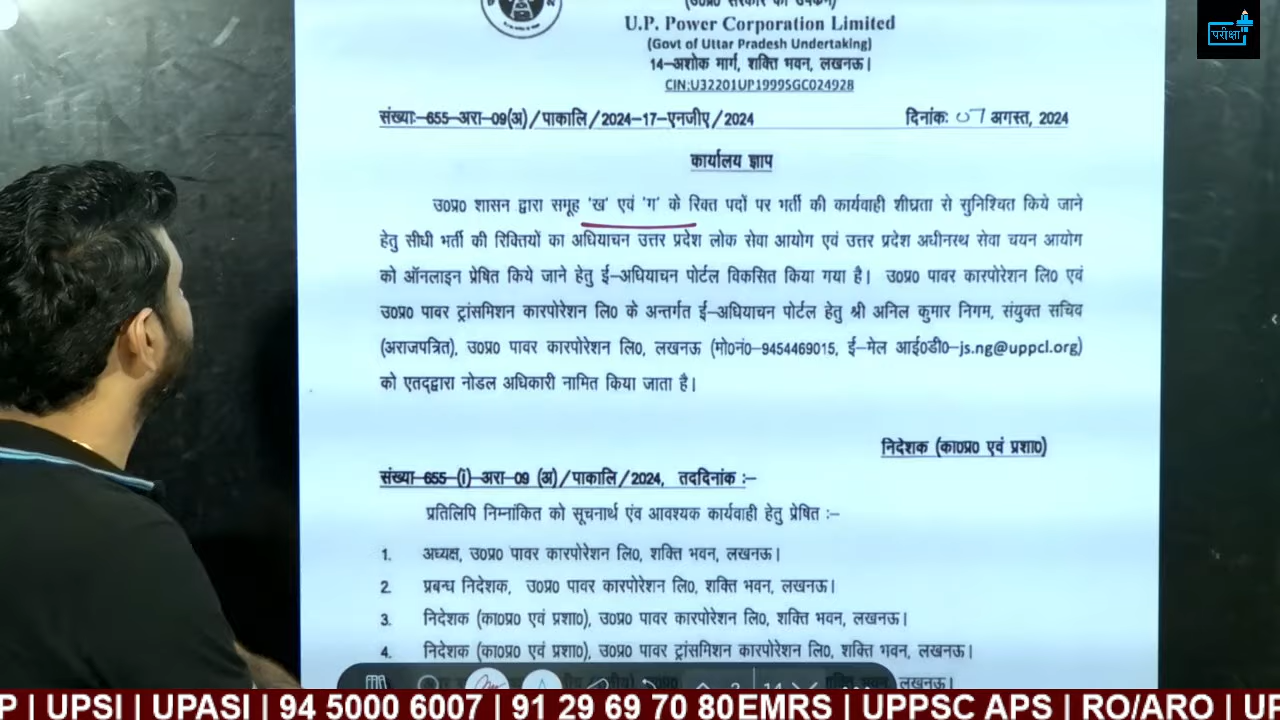 (उ0प्र0 सरकार का उपक्रम)
U.P. Power Corporation Limited
(Govt of Uttar Pradesh Undertaking)
14–अशोक मार्ग, शक्ति भवन, लखनऊ।
CIN:U32201UP1999SGC024928
परीक्षा
संख्याः–655–अरा–09(अ)/पाकालि/2024–17–एनजीए/2024 दिनांकः 07 अगस्त, 2024
कार्यालय ज्ञाप
उ0प्र0 शासन द्वारा समूह 'ख' एवं 'ग' के रिक्त पदों पर भर्ती की कार्यवाही शीघ्रता से सुनिश्चित किये जाने
हेतु सीधी भर्ती की रिक्तियों का अधियाचन उत्तर प्रदेश लोक सेवा आयोग एवं उत्तर प्रदेश अधीनस्थ सेवा चयन आयोग
को ऑनलाइन प्रेषित किये जाने हेतु ई–अधियाचन पोर्टल विकसित किया गया है। उ0प्र0 पावर कारपोरेशन लि0 एवं
उ0प्र0 पावर ट्रांसमिशन कारपोरेशन लि0 के अन्तर्गत ई–अधियाचन पोर्टल हेतु श्री अनिल कुमार निगम, संयुक्त सचिव
(अराजपत्रित), उ0प्र0 पावर कारपोरेशन लि0, लखनऊ (मो0नं0–9454469015, ई–मेल आई0डी0–js.ng@uppcl.org)
को एतद्द्वारा नोडल अधिकारी नामित किया जाता है।
निदेशक (का0प्र0 एवं प्रशा0)
संख्या–655–(i)–अरा–09 (अ)/पाकालि/2024, तददिनांक :–
प्रतिलिपि निम्नांकित को सूचनार्थ एंव आवश्यक कार्यवाही हेतु प्रेषित :–
1. अध्यक्ष, उ0प्र0 पावर कारपोरेशन लि0, शक्ति भवन, लखनऊ।
2. प्रबन्ध निदेशक, उ0प्र0 पावर कारपोरेशन लि0, शक्ति भवन, लखनऊ।
3. निदेशक (का0प्र0 एवं प्रशा0), उ0प्र0 पावर कारपोरेशन लि0, शक्ति भवन, लखनऊ।
4. निदेशक (का0प्र0 एवं प्रशा0), उ0प्र0 पावर ट्रांसमिशन कारपोरेशन लि0, शक्ति भवन, लखनऊ।
लखनऊ।
P | UPSI | UPASI | 94 5000 6007 | 91 29 69 70 80 EMRS | UPPSC APS | RO/ARO | UP